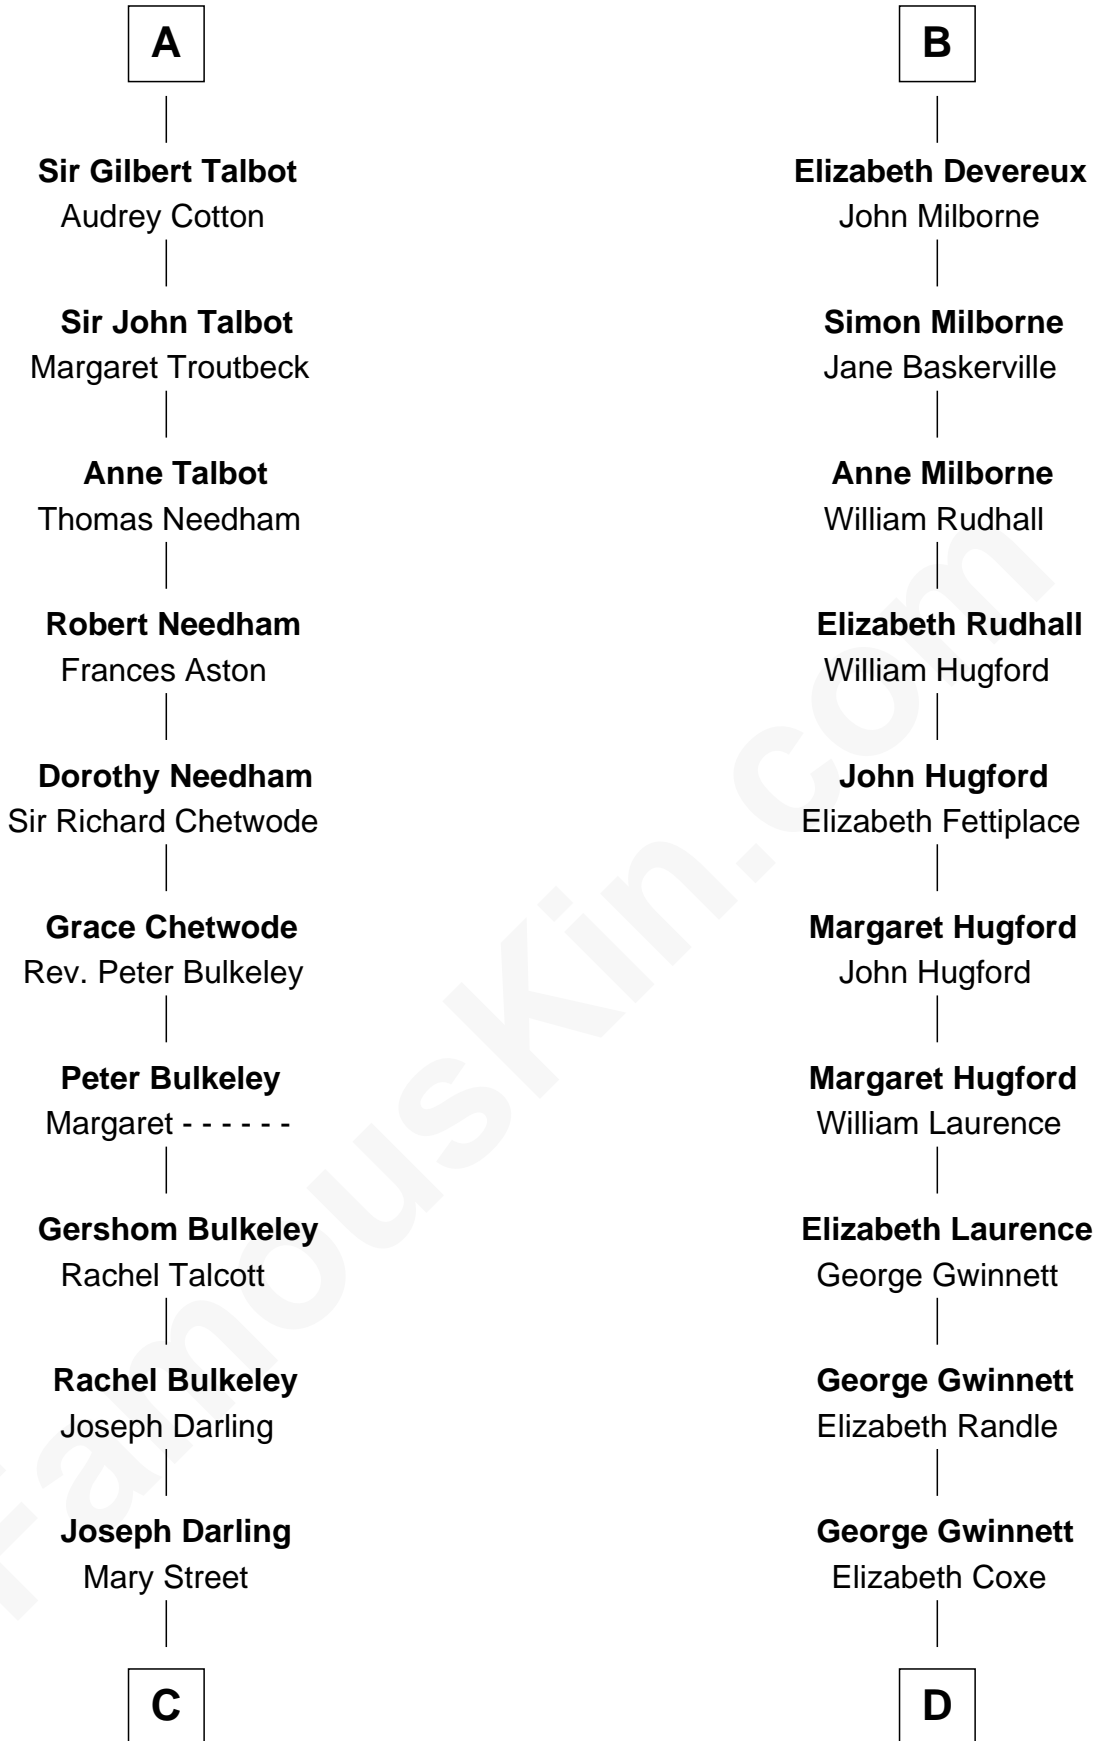 A
Sir Gilbert Talbot
Audrey Cotton
Sir John Talbot
Margaret Troutbeck
Anne Talbot
Thomas Needham
Robert Needham
Frances Aston
Dorothy Needham
Sir Richard Chetwode
Grace Chetwode
Rev. Peter Bulkeley
Peter Bulkeley
Margaret - - - - - -
Gershom Bulkeley
Rachel Talcott
Rachel Bulkeley
Joseph Darling
Joseph Darling
Mary Street
C
B
Elizabeth Devereux
John Milborne
Simon Milborne
Jane Baskerville
Anne Milborne
William Rudhall
Elizabeth Rudhall
William Hugford
John Hugford
Elizabeth Fettiplace
Margaret Hugford
John Hugford
Margaret Hugford
William Laurence
Elizabeth Laurence
George Gwinnett
George Gwinnett
Elizabeth Randle
George Gwinnett
Elizabeth Coxe
D
FamousKin.com